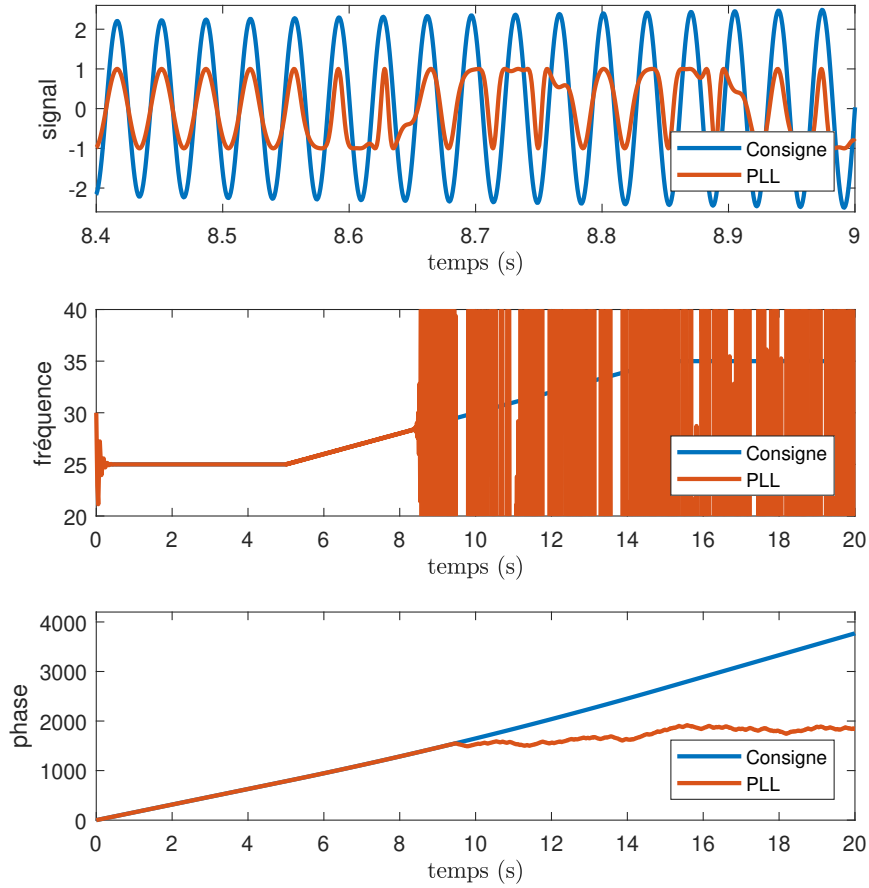 2
1
0
-1
-2
signal
Consigne
PLL
8.4 8.5 8.6 8.7 8.8 8.9 9
temps (s)
40
35
30
25
20
fréquence
Consigne
PLL
0 2 4 6 8 10 12 14 16 18 20
temps (s)
4000
3000
2000
1000
0
phase
Consigne
PLL
0 2 4 6 8 10 12 14 16 18 20
temps (s)